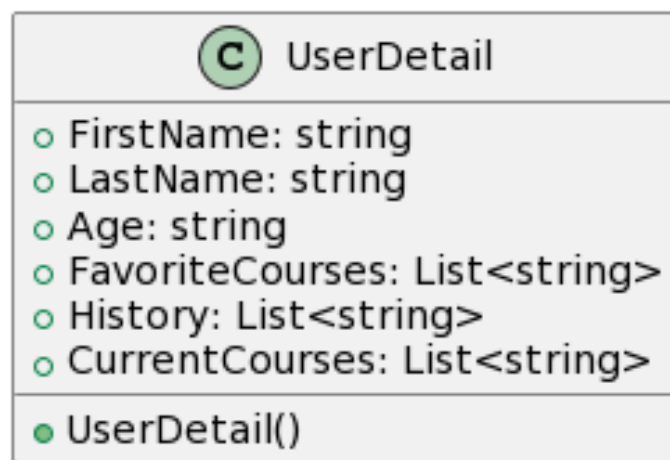 C UserDetail
FirstName: string
LastName: string
Age: string
FavoriteCourses: List<string>
History: List<string>
CurrentCourses: List<string>
UserDetail()